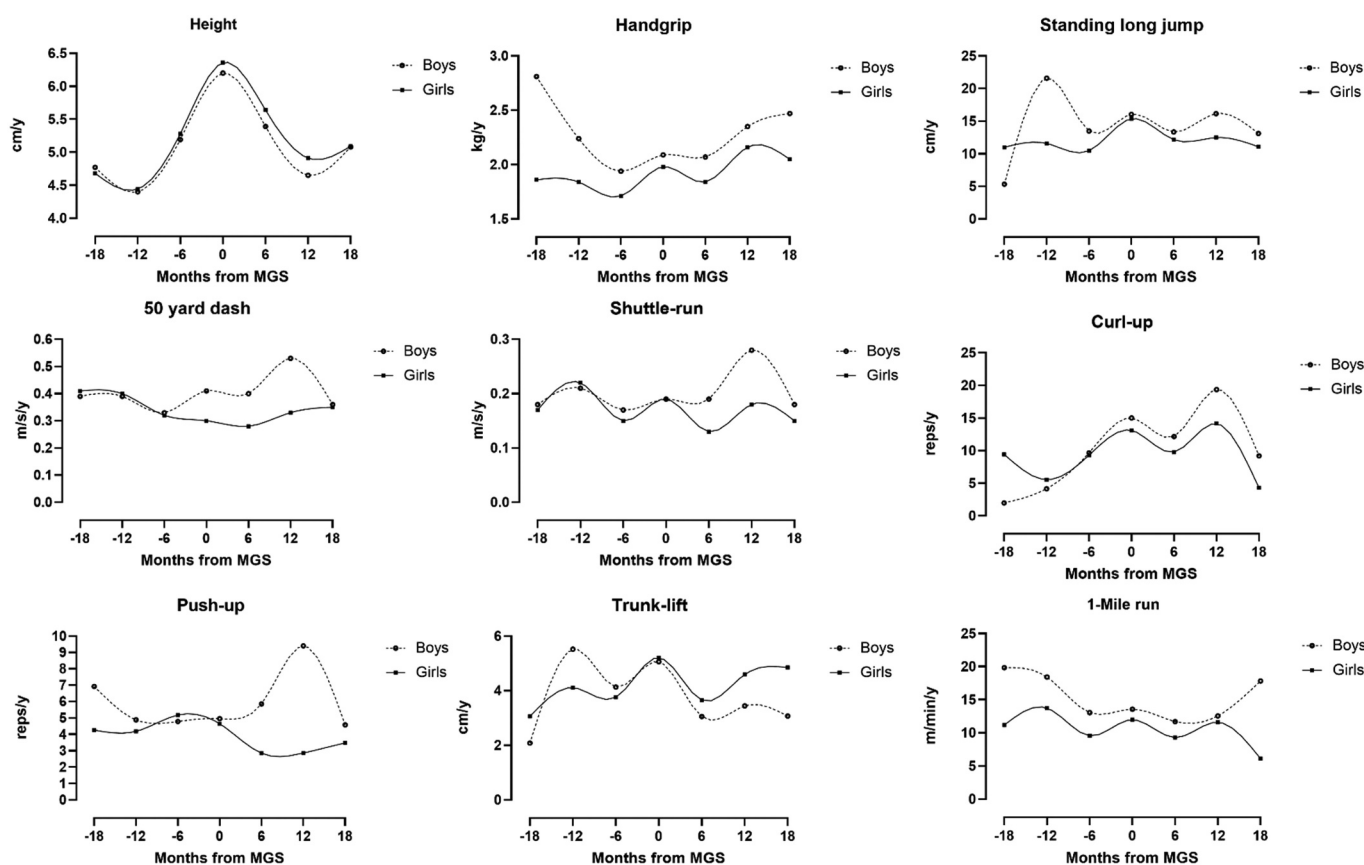 Height
6.5
6.0
5.5
5.0
4.5
4.0
cm/y
Boys
Girls
-18 -12 -6 0 6 12 18
Months from MGS
Handgrip
3.0
2.5
2.0
1.5
kg/y
Boys
Girls
-18 -12 -6 0 6 12 18
Months from MGS
Standing long jump
25
20
15
10
5
0
cm/y
Boys
Girls
-18 -12 -6 0 6 12 18
Months from MGS
50 yard dash
0.6
0.5
0.4
0.3
0.2
0.1
0.0
m/s/y
Boys
Girls
-18 -12 -6 0 6 12 18
Months from MGS
Shuttle-run
0.3
0.2
0.1
0.0
m/s/y
Boys
Girls
-18 -12 -6 0 6 12 18
Months from MGS
Curl-up
25
20
15
10
5
0
reps/y
Boys
Girls
-18 -12 -6 0 6 12 18
Months from MGS
Push-up
10
9
8
7
6
5
4
3
2
1
0
reps/y
Boys
Girls
-18 -12 -6 0 6 12 18
Months from MGS
Trunk-lift
6
4
2
0
cm/y
Boys
Girls
-18 -12 -6 0 6 12 18
Months from MGS
1-Mile run
25
20
15
10
5
0
m/min/y
Boys
Girls
-18 -12 -6 0 6 12 18
Months from MGS